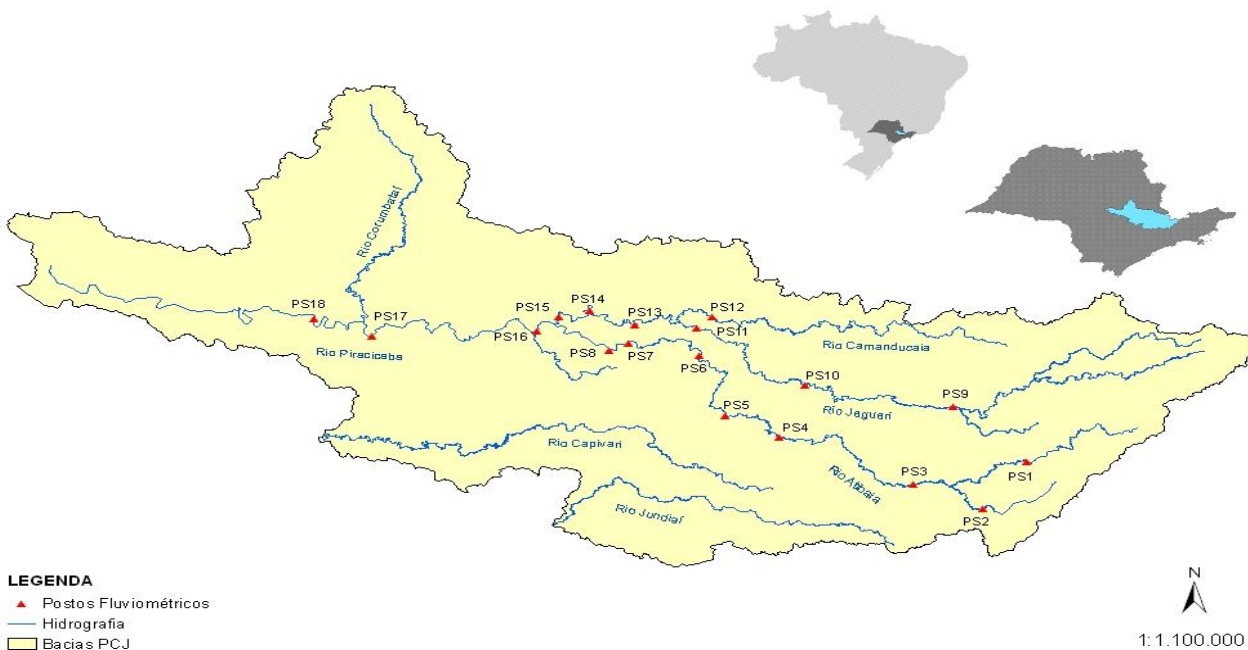 Rio Corumbataí
PS18
PS17
PS15
PS14
PS13
PS12
PS11
PS16
Rio Piracicaba
PS8
PS7
PS6
Rio Camanducaia
PS10
PS9
Rio Jaguari
PS5
PS4
Rio Capivari
PS3
PS1
Rio Atibaia
Rio Jundiaí
PS2
LEGENDA
Postos Fluviométricos
Hidrografia
Bacias PCJ
N
1:1.100.000